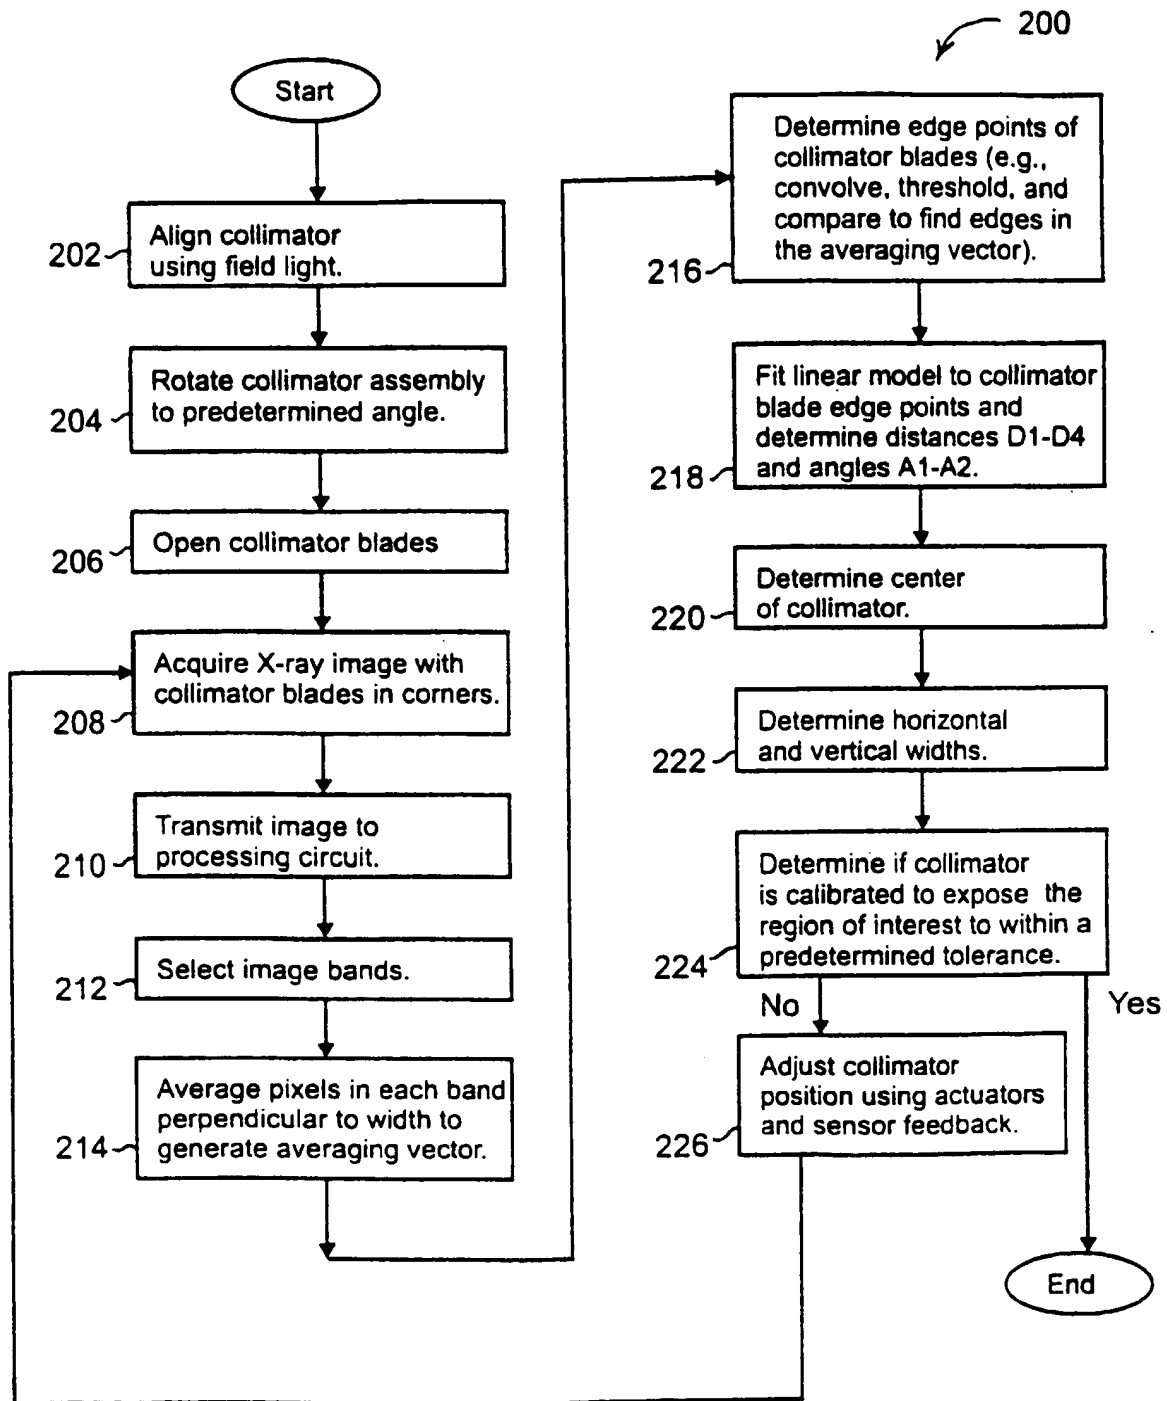 200
Start
202
Align collimator
using field light.
204
Rotate collimator assembly
to predetermined angle.
206
Open collimator blades
208
Acquire X-ray image with
collimator blades in corners.
210
Transmit image to
processing circuit.
212
Select image bands.
214
Average pixels in each band
perpendicular to width to
generate averaging vector.
216
Determine edge points of
collimator blades (e.g.,
convolve, threshold, and
compare to find edges in
the averaging vector).
218
Fit linear model to collimator
blade edge points and
determine distances D1-D4
and angles A1-A2.
220
Determine center
of collimator.
222
Determine horizontal
and vertical widths.
224
Determine if collimator
is calibrated to expose the
region of interest to within a
predetermined tolerance.
No
Yes
226
Adjust collimator
position using actuators
and sensor feedback.
End